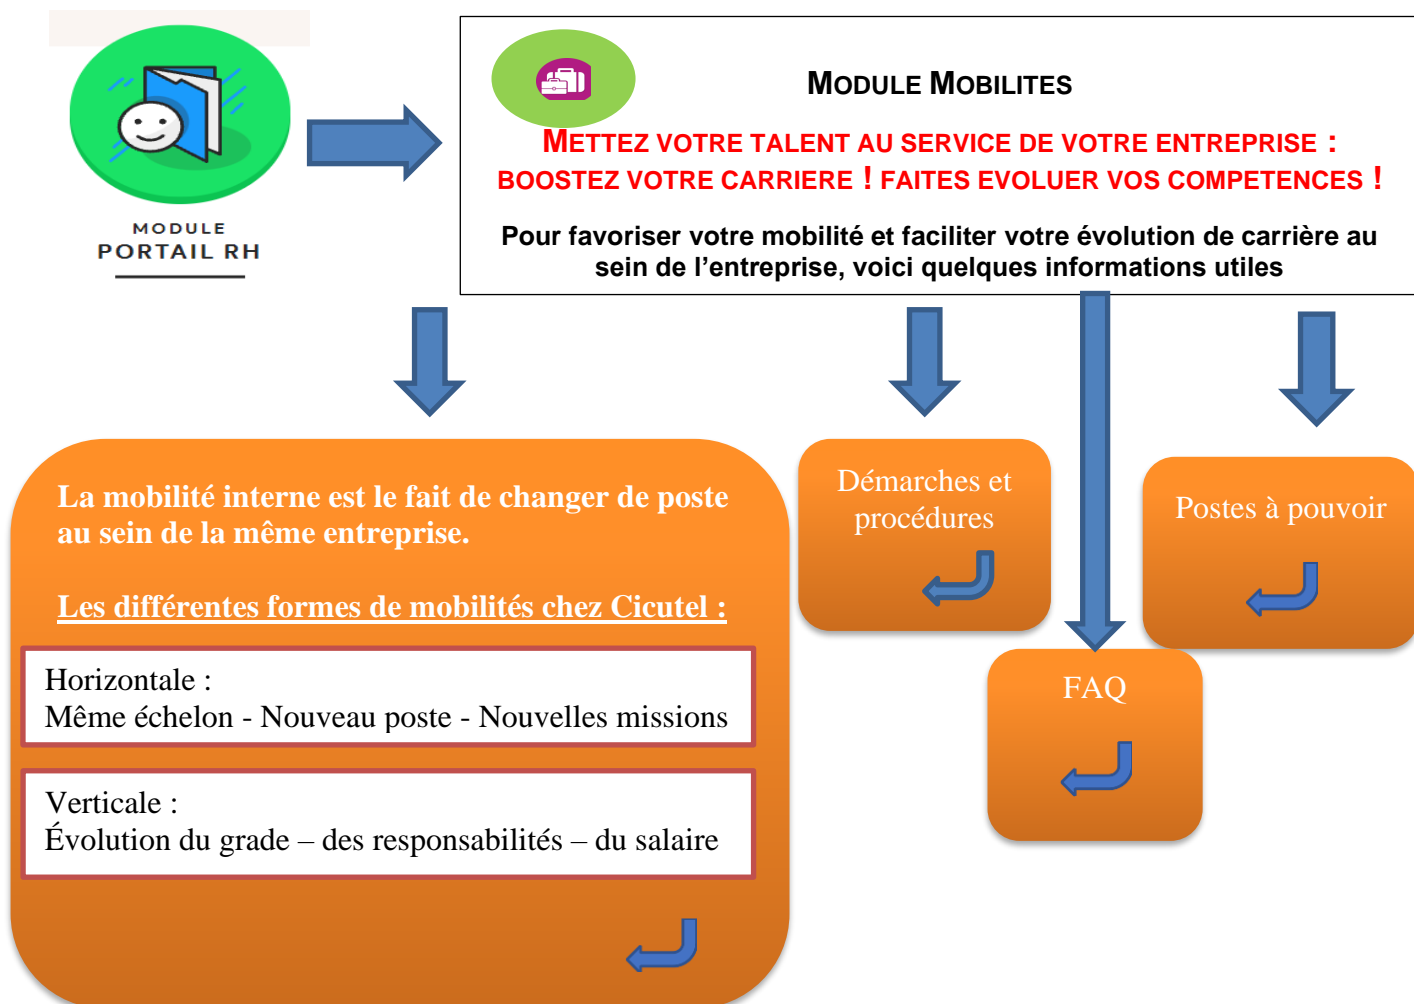 MODULE
PORTAIL RH
MODULE MOBILITES
METTEZ VOTRE TALENT AU SERVICE DE VOTRE ENTREPRISE :
BOOSTEZ VOTRE CARRIERE ! FAITES EVOLUER VOS COMPETENCES !
Pour favoriser votre mobilité et faciliter votre évolution de carrière au
sein de l’entreprise, voici quelques informations utiles
La mobilité interne est le fait de changer de poste
au sein de la même entreprise.
Les différentes formes de mobilités chez Cicutel :
Horizontale :
Même échelon - Nouveau poste - Nouvelles missions
Verticale :
Évolution du grade – des responsabilités – du salaire
Démarches et
procédures
FAQ
Postes à pouvoir